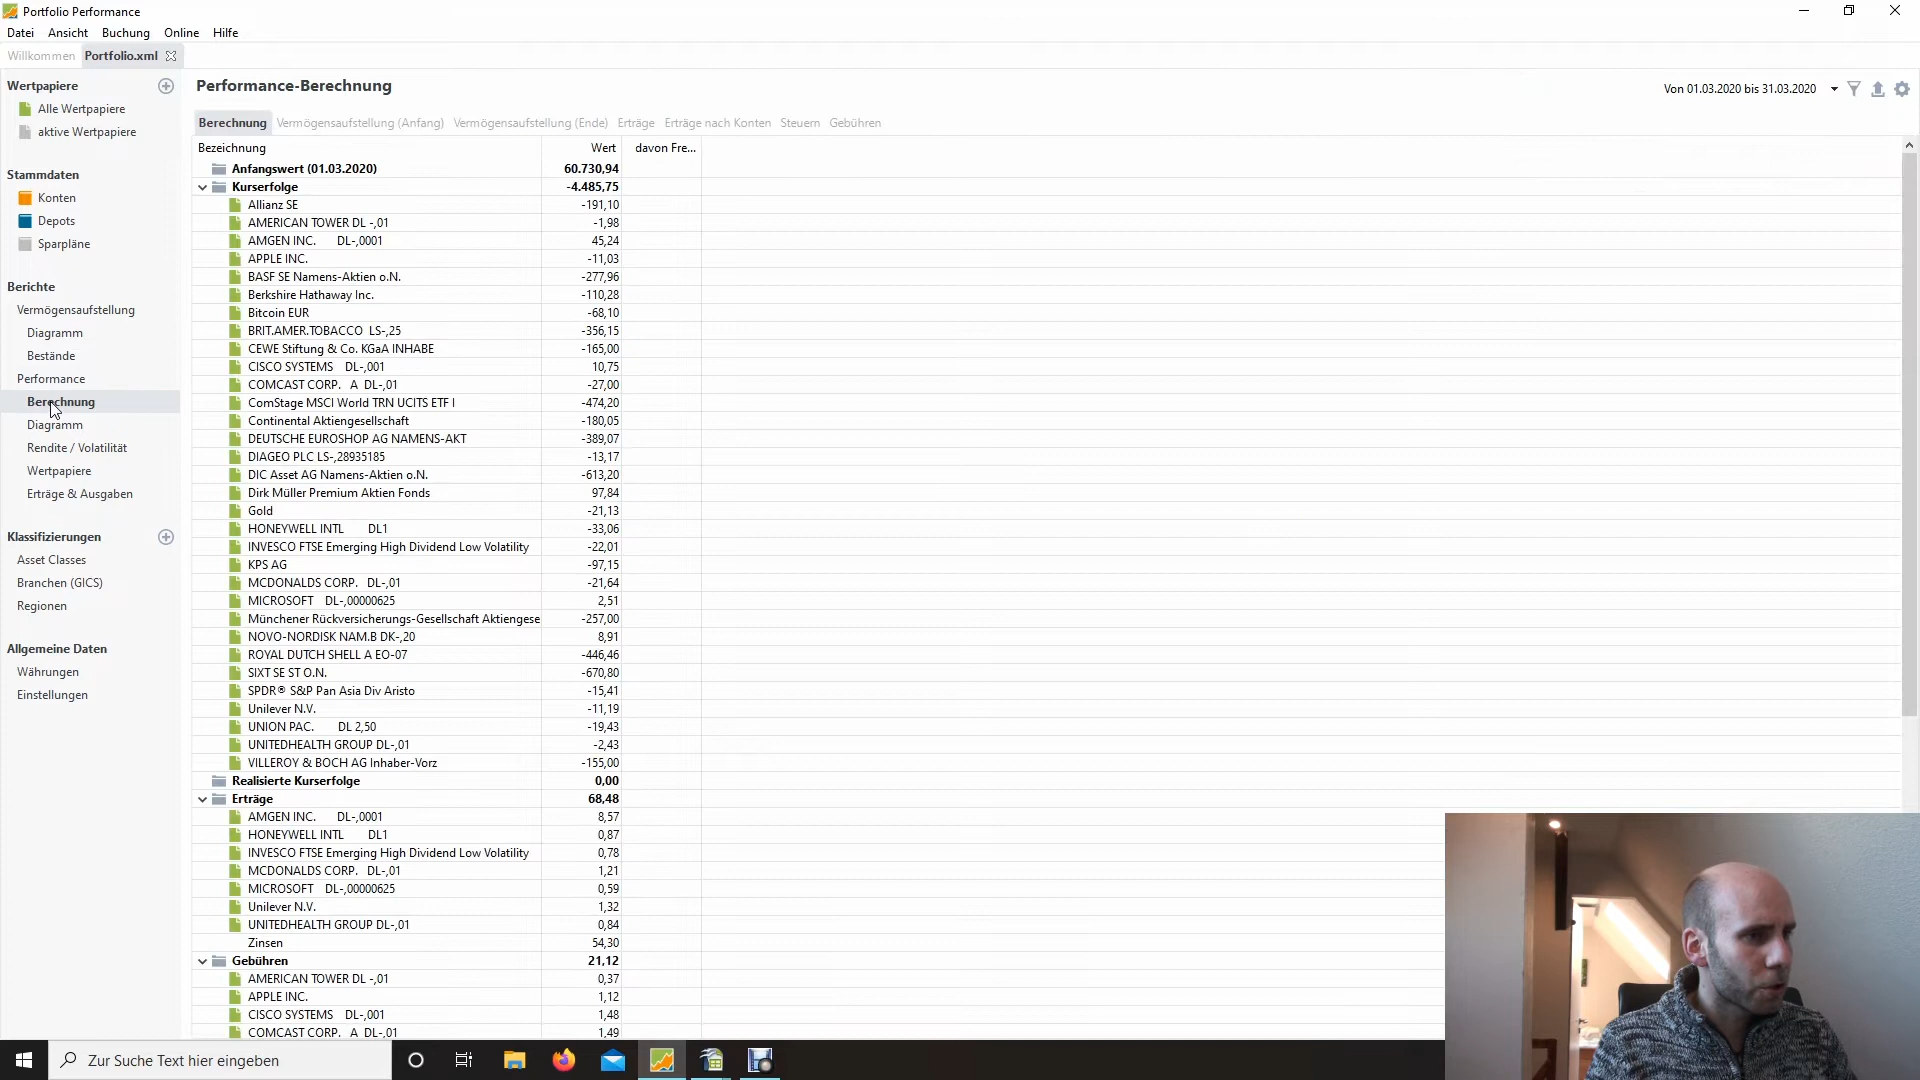 Portfolio Performance
Datei Ansicht Buchung Online Hilfe
Willkommen Portfolio.xml
Wertpapiere
Alle Wertpapiere
aktive Wertpapiere
Stammdaten
Konten
Depots
Sparpläne
Berichte
Vermögensaufstellung
Diagramm
Bestände
Performance
Berechnung
Diagramm
Rendite / Volatilität
Wertpapiere
Erträge & Ausgaben
Klassifizierungen
Asset Classes
Branchen (GICS)
Regionen
Allgemeine Daten
Währungen
Einstellungen
Performance-Berechnung
Von 01.03.2020 bis 31.03.2020
Berechnung Vermögensaufstellung (Anfang) Vermögensaufstellung (Ende) Erträge Erträge nach Konten Steuern Gebühren
Bezeichnung Wert davon Fre...
Anfangswert (01.03.2020) 60.730,94
Kurserfolge -4.485,75
Allianz SE -191,10
AMERICAN TOWER DL -,01 -1,98
AMGEN INC. DL-,0001 45,24
APPLE INC. -11,03
BASF SE Namens-Aktien o.N. -277,96
Berkshire Hathaway Inc. -110,28
Bitcoin EUR -68,10
BRIT.AMER.TOBACCO LS-,25 -356,15
CEWE Stiftung & Co. KGaA INHABE -165,00
CISCO SYSTEMS DL-,001 10,75
COMCAST CORP. A DL-,01 -27,00
ComStage MSCI World TRN UCITS ETF I -474,20
Continental Aktiengesellschaft -180,05
DEUTSCHE EUROSHOP AG NAMENS-AKT -389,07
DIAGEO PLC LS-,28935185 -13,17
DIC Asset AG Namens-Aktien o.N. -613,20
Dirk Müller Premium Aktien Fonds 97,84
Gold -21,13
HONEYWELL INTL DL1 -33,06
INVESCO FTSE Emerging High Dividend Low Volatility -22,01
KPS AG -97,15
MCDONALDS CORP. DL-,01 -21,64
MICROSOFT DL-,00000625 2,51
Münchener Rückversicherungs-Gesellschaft Aktiengese -257,00
NOVO-NORDISK NAM.B DK-,20 8,91
ROYAL DUTCH SHELL A EO-07 -446,46
SIXT SE ST O.N. -670,80
SPDR® S&P Pan Asia Div Aristo -15,41
Unilever N.V. -11,19
UNION PAC. DL 2,50 -19,43
UNITEDHEALTH GROUP DL-,01 -2,43
VILLEROY & BOCH AG Inhaber-Vorz -155,00
Realisierte Kurserfolge 0,00
Erträge 68,48
AMGEN INC. DL-,0001 8,57
HONEYWELL INTL DL1 0,87
INVESCO FTSE Emerging High Dividend Low Volatility 0,78
MCDONALDS CORP. DL-,01 1,21
MICROSOFT DL-,00000625 0,59
Unilever N.V. 1,32
UNITEDHEALTH GROUP DL-,01 0,84
Zinsen 54,30
Gebühren 21,12
AMERICAN TOWER DL -,01 0,37
APPLE INC. 1,12
CISCO SYSTEMS DL-,001 1,48
COMCAST CORP. A DL-,01 1,49
Zur Suche Text hier eingeben